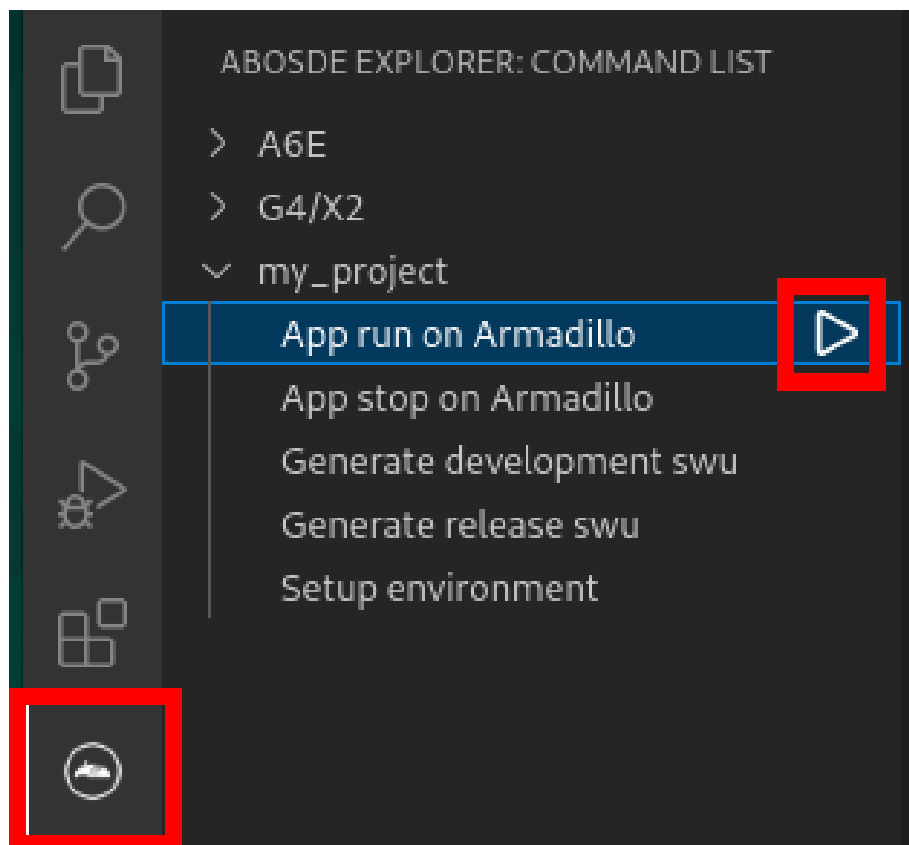 ABOSDE EXPLORER: COMMAND LIST
A6E
G4/X2
my_project
App run on Armadillo
App stop on Armadillo
Generate development swu
Generate release swu
Setup environment